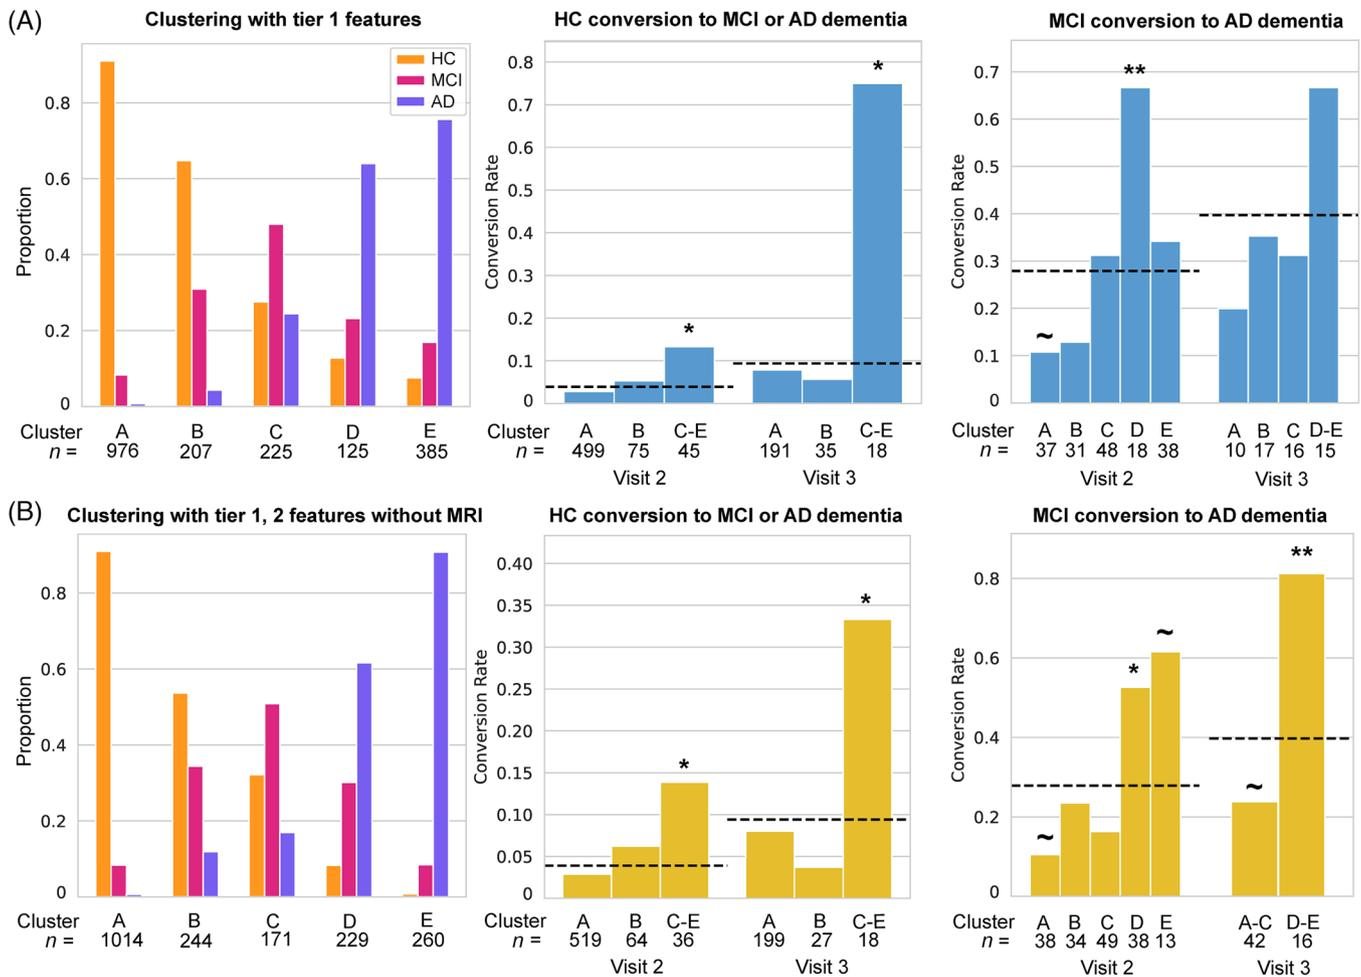 (A)
Clustering with tier 1 features
HC
MCI
AD
Proportion
0.8
0.6
0.4
0.2
0
Cluster A B C D E
n = 976 207 225 125 385
HC conversion to MCI or AD dementia
Conversion Rate
0.8
0.7
0.6
0.5
0.4
0.3
0.2
0.1
0
*
*
A B C-E A B C-E
499 75 45 191 35 18
Visit 2 Visit 3
MCI conversion to AD dementia
Conversion Rate
0.7
0.6
0.5
0.4
0.3
0.2
0.1
0
~
**
Cluster A B C D E A B C D-E
n = 37 31 48 18 38 10 17 16 15
Visit 2 Visit 3
(B)
Clustering with tier 1, 2 features without MRI
Proportion
0.8
0.6
0.4
0.2
0
Cluster A B C D E
n = 1014 244 171 229 260
HC conversion to MCI or AD dementia
Conversion Rate
0.40
0.35
0.30
0.25
0.20
0.15
0.10
0.05
0
*
*
A B C-E A B C-E
519 64 36 199 27 18
Visit 2 Visit 3
MCI conversion to AD dementia
Conversion Rate
0.8
0.6
0.4
0.2
0
~
*
~
~
**
Cluster A B C D E A-C D-E
n = 38 34 49 38 13 42 16
Visit 2 Visit 3